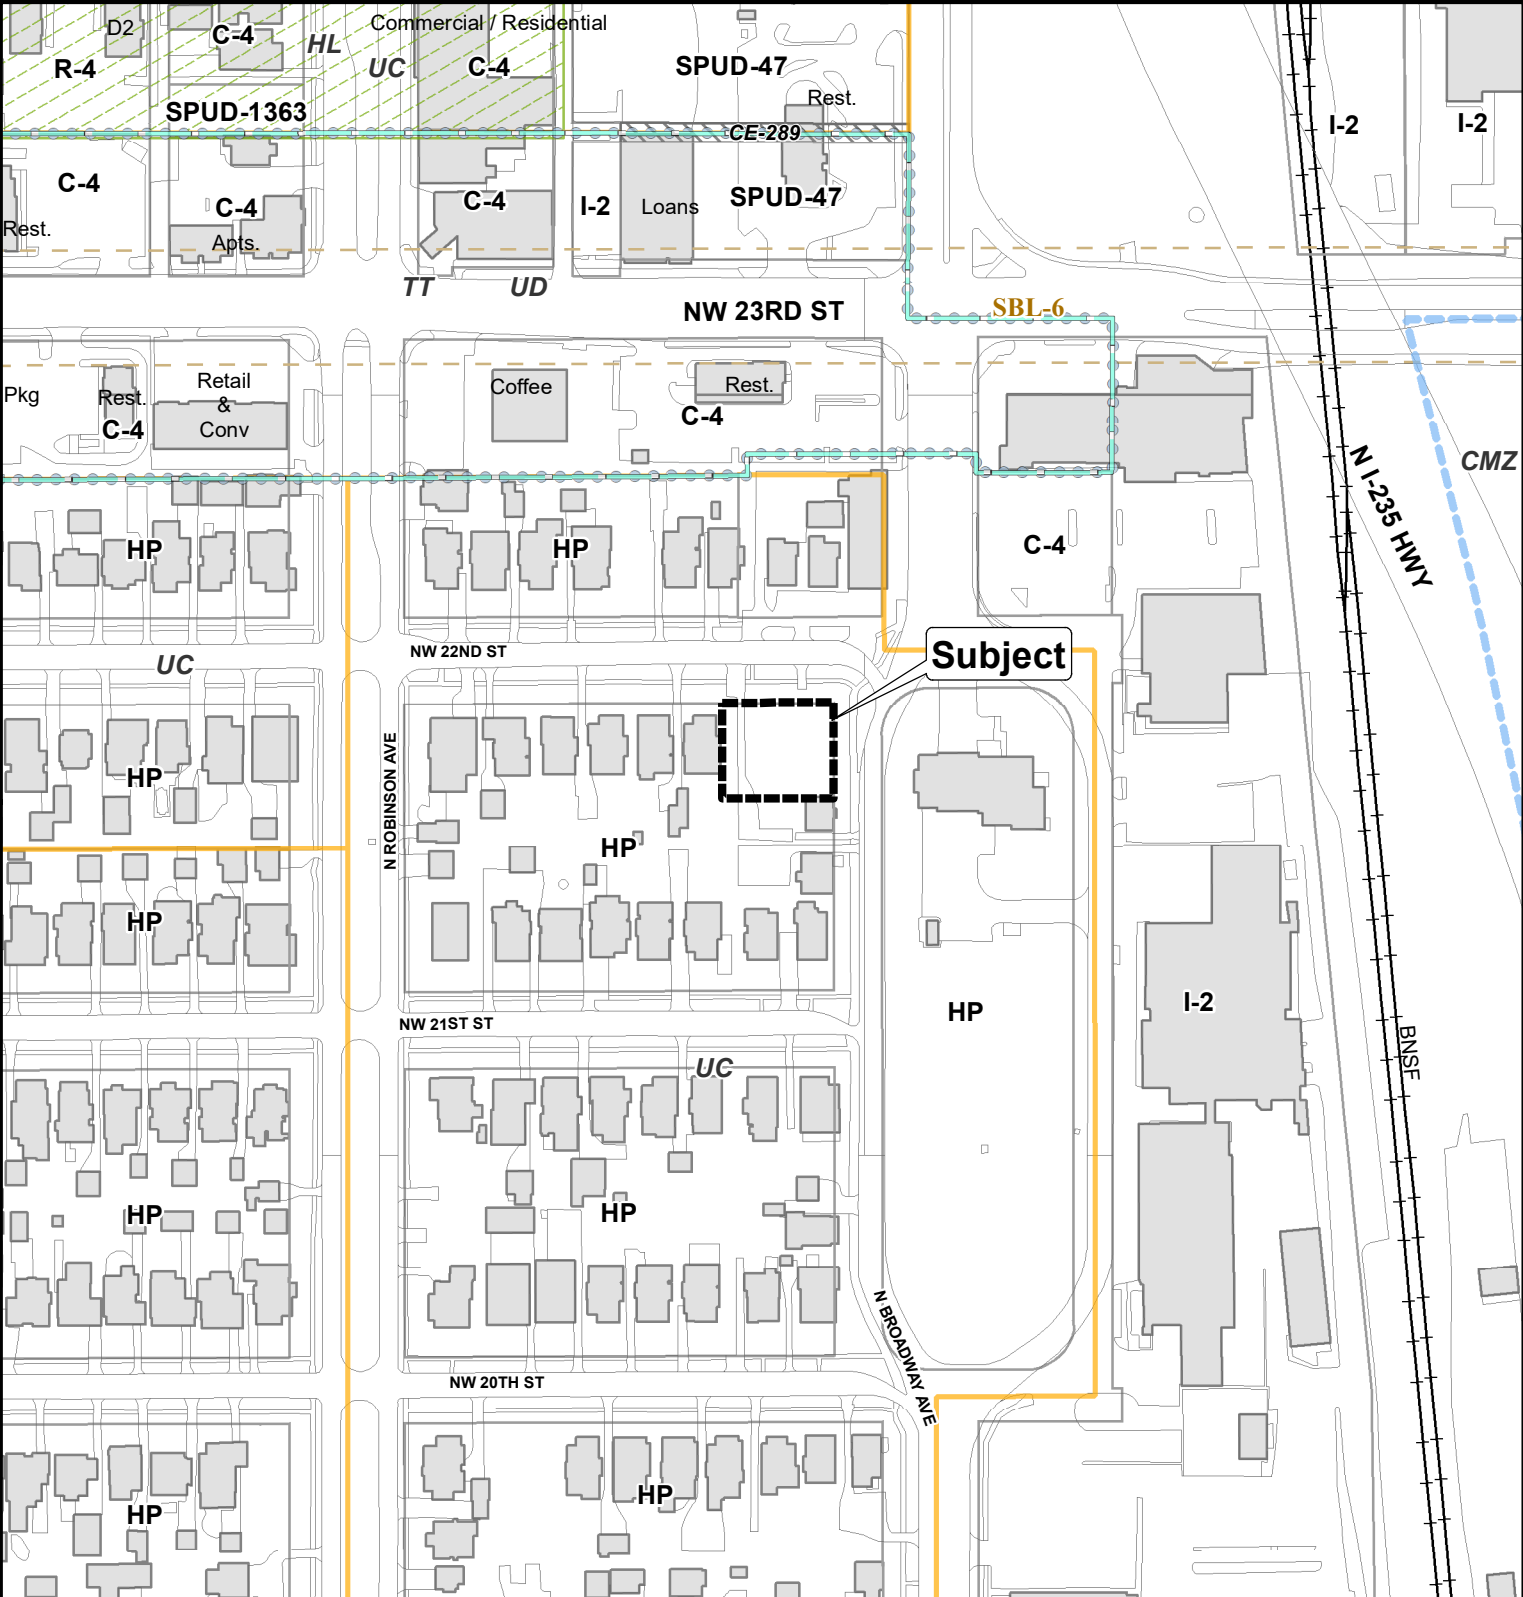 D2
C-4
HL
Commercial / Residential
R-4
UC
C-4
SPUD-47
SPUD-1363
Rest.
CE-289
I-2
I-2
C-4
C-4
C-4
I-2
Loans
SPUD-47
Rest.
Apts.
TT
UD
NW 23RD ST
SBL-6
Pkg
Rest.
C-4
Retail
&
Conv
Coffee
Rest.
C-4
N I-235 HWY
CMZ
HP
HP
C-4
UC
NW 22ND ST
Subject
HP
N ROBINSON AVE
HP
HP
HP
I-2
NW 21ST ST
BNSF
UC
HP
HP
N BROADWAY AVE
NW 20TH ST
HP
HP